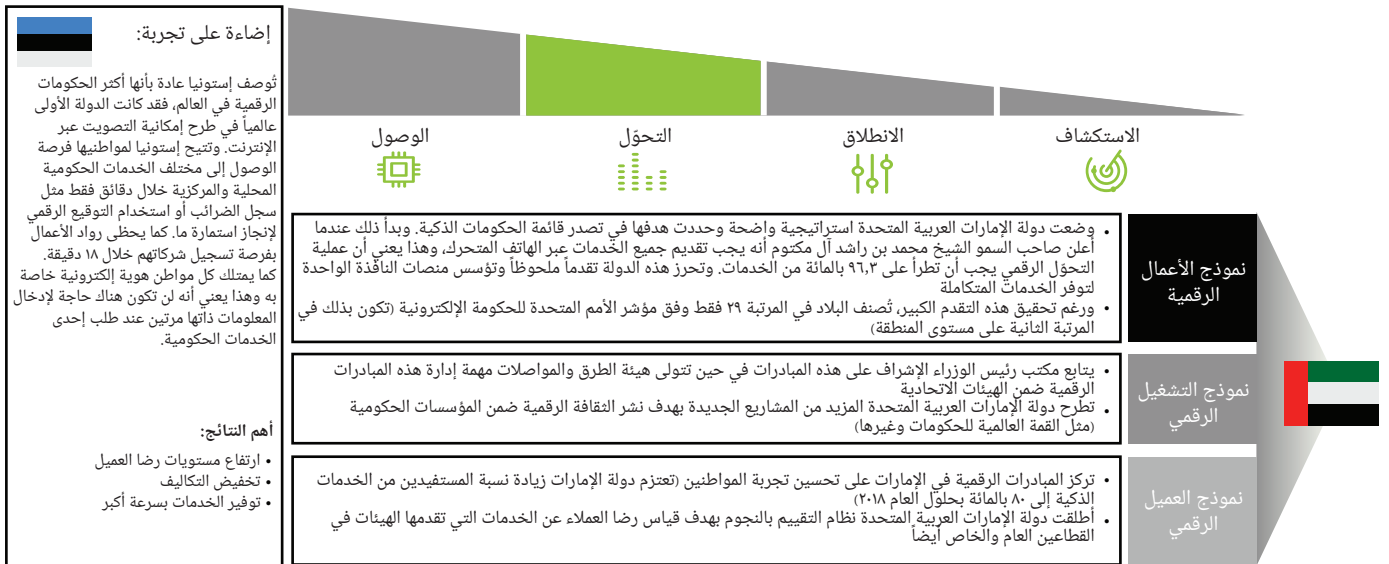 الاستكشاف
الانطلاق
التحوّل
الوصول
نموذج الأعمال
الرقمية
• وضعت دولة الإمارات العربية المتحدة استراتيجية واضحة وحددت هدفها في تصدر قائمة الحكومات الذكية. وبدأ ذلك عندما
أعلن صاحب السمو الشيخ محمد بن راشد آل مكتوم أنه يجب تقديم جميع الخدمات عبر الهاتف المتحرك، وهذا يعني أن عملية
التحوّل الرقمي يجب أن تطرأ على ٩٦,٣ بالمائة من الخدمات. وتحرز هذه الدولة تقدماً ملحوظاً وتؤسس منصات النافذة الواحدة
لتوفر الخدمات المتكاملة
• ورغم تحقيق هذه التقدم الكبير، تُصنف البلاد في المرتبة ٢٩ فقط وفق مؤشر الأمم المتحدة للحكومة الإلكترونية (تكون بذلك في
المرتبة الثانية على مستوى المنطقة)
نموذج التشغيل
الرقمي
• يتابع مكتب رئيس الوزراء الإشراف على هذه المبادرات في حين تتولى هيئة الطرق والمواصلات مهمة إدارة هذه المبادرات
الرقمية ضمن الهيئات الاتحادية
• تطرح دولة الإمارات العربية المتحدة المزيد من المشاريع الجديدة بهدف نشر الثقافة الرقمية ضمن المؤسسات الحكومية
(مثل القمة العالمية للحكومات وغيرها)
نموذج العميل
الرقمي
• تركز المبادرات الرقمية في الإمارات على تحسين تجربة المواطنين (تعتزم دولة الإمارات زيادة نسبة المستفيدين من الخدمات
الذكية إلى ٨٠ بالمائة بحلول العام ٢٠١٨)
• أطلقت دولة الإمارات العربية المتحدة نظام التقييم بالنجوم بهدف قياس رضا العملاء عن الخدمات التي تقدمها الهيئات في
القطاعين العام والخاص أيضاً
إضاءة على تجربة:
تُوصف إستونيا عادة بأنها أكثر الحكومات
الرقمية في العالم، فقد كانت الدولة الأولى
عالمياً في طرح إمكانية التصويت عبر
الإنترنت. وتتيح إستونيا لمواطنيها فرصة
الوصول إلى مختلف الخدمات الحكومية
المحلية والمركزية خلال دقائق فقط مثل
سجل الضرائب أو استخدام التوقيع الرقمي
لإنجاز استمارة ما. كما يحظى رواد الأعمال
بفرصة تسجيل شركاتهم خلال ١٨ دقيقة.
كما يمتلك كل مواطن هوية إلكترونية خاصة
به وهذا يعني أنه لن تكون هناك حاجة لإدخال
المعلومات ذاتها مرتين عند طلب إحدى
الخدمات الحكومية.
أهم النتائج:
• ارتفاع مستويات رضا العميل
• تخفيض التكاليف
• توفير الخدمات بسرعة أكبر